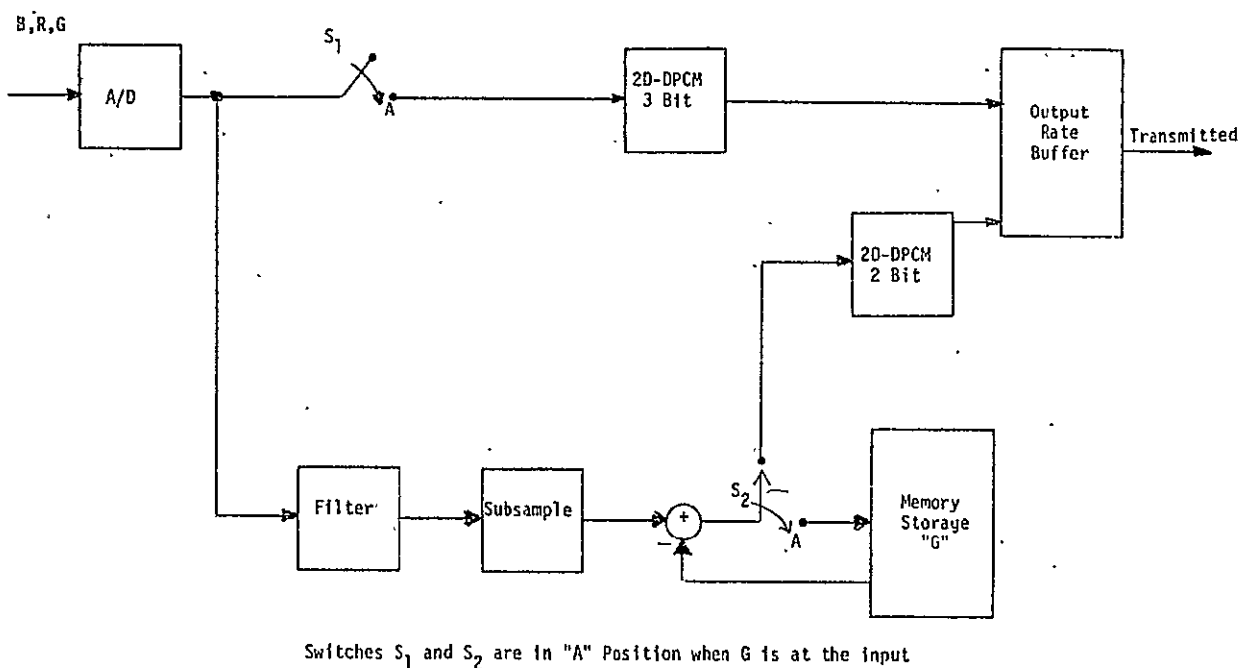 B,R,G
A/D
S1
A
2D-DPCM
3 Bit
Output
Rate
Buffer
Transmitted
2D-DPCM
2 Bit
Filter
Subsample
+
−
S2
A
Memory
Storage
"G"
Switches S1 and S2 are in "A" Position when G is at the input